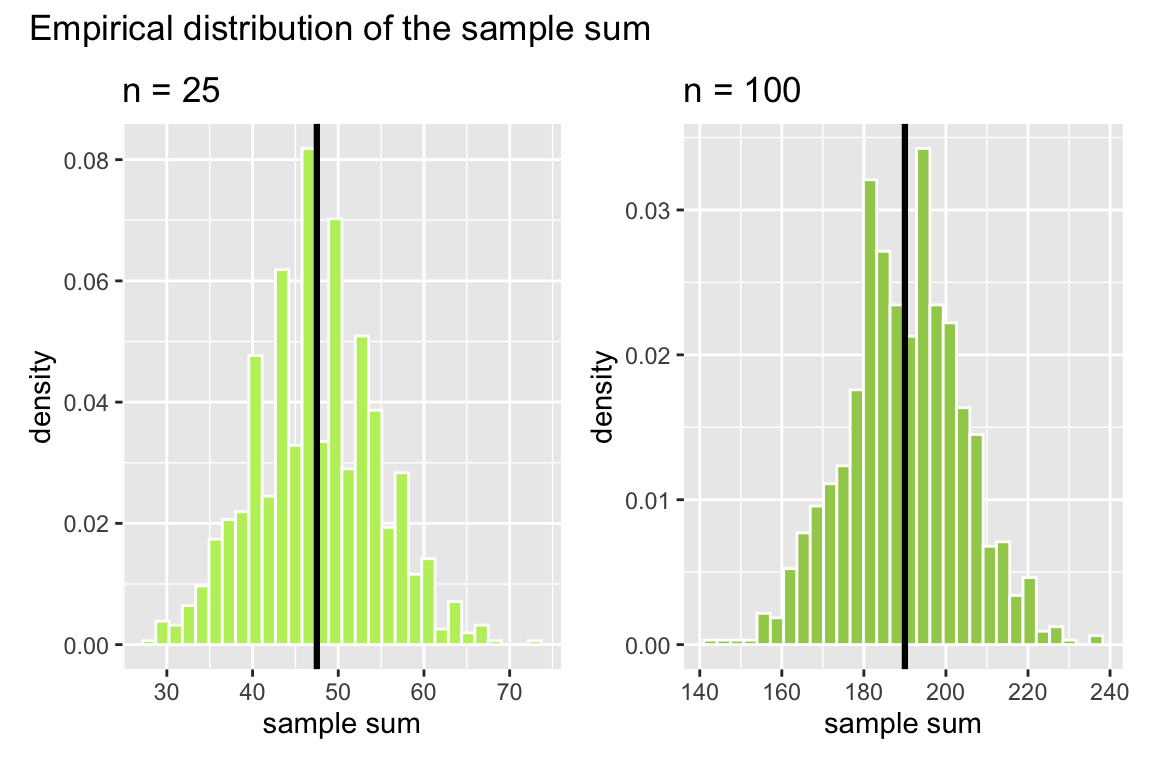 Empirical distribution of the sample sum
n = 25
n = 100
density
0.08
0.06
0.04
0.02
0.00
30 40 50 60 70
sample sum
density
0.03
0.02
0.01
0.00
140 160 180 200 220 240
sample sum